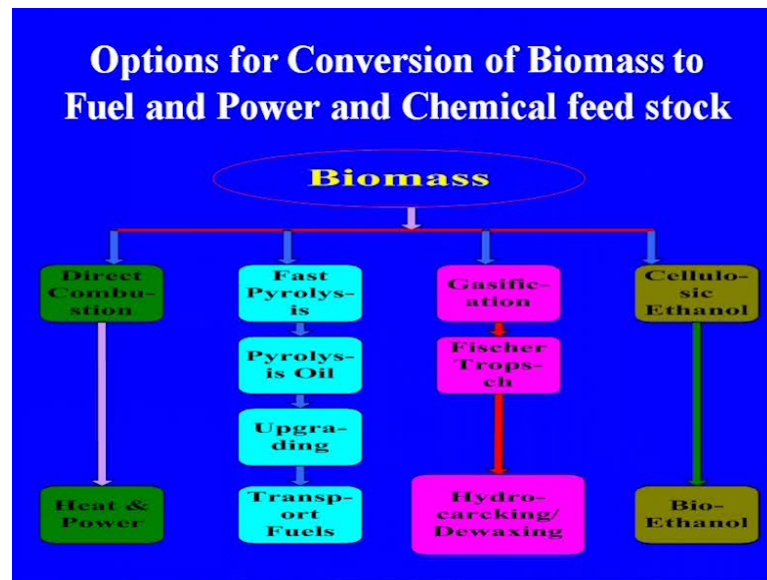 Options for Conversion of Biomass to
Fuel and Power and Chemical feed stock
Biomass
Direct
Combu-
stion
Fast
Pyrolys-
is
Gasific-
ation
Cellulo-
sic
Ethanol
Pyrolys-
is Oil
Fischer
Trops-
ch
Upgra-
ding
Heat &
Power
Transp-
ort
Fuels
Hydro-
carcking/
Dewaxing
Bio-
Ethanol